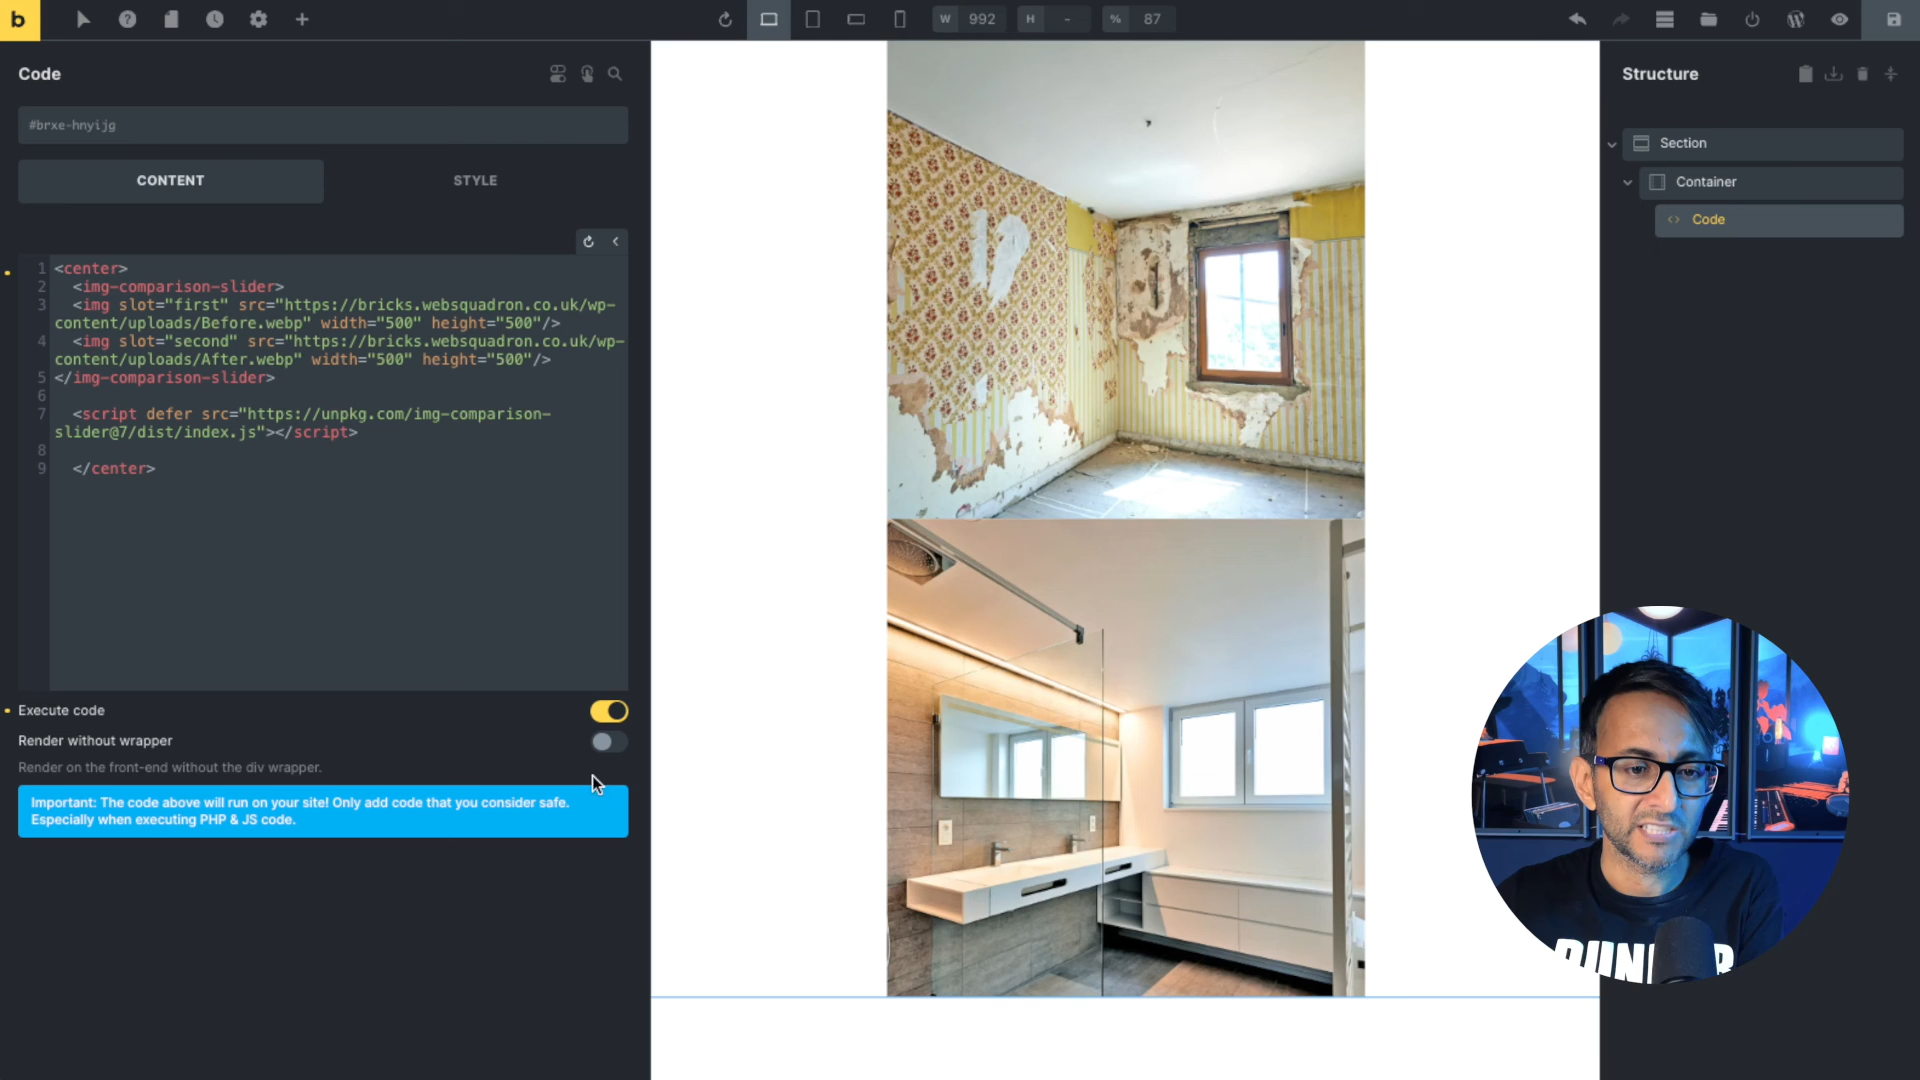 b
W 992 H - % 87
Code
#brxe-hnyijg
CONTENT STYLE
1 <center>
2 <img-comparison-slider>
3 <img slot="first" src="https://bricks.websquadron.co.uk/wp-
content/uploads/Before.webp" width="500" height="500"/>
4 <img slot="second" src="https://bricks.websquadron.co.uk/wp-
content/uploads/After.webp" width="500" height="500"/>
5 </img-comparison-slider>
6
7 <script defer src="https://unpkg.com/img-comparison-
slider@7/dist/index.js"></script>
8
9 </center>
Execute code
Render without wrapper
Render on the front-end without the div wrapper.
Important: The code above will run on your site! Only add code that you consider safe.
Especially when executing PHP & JS code.
Structure
Section
Container
<> Code